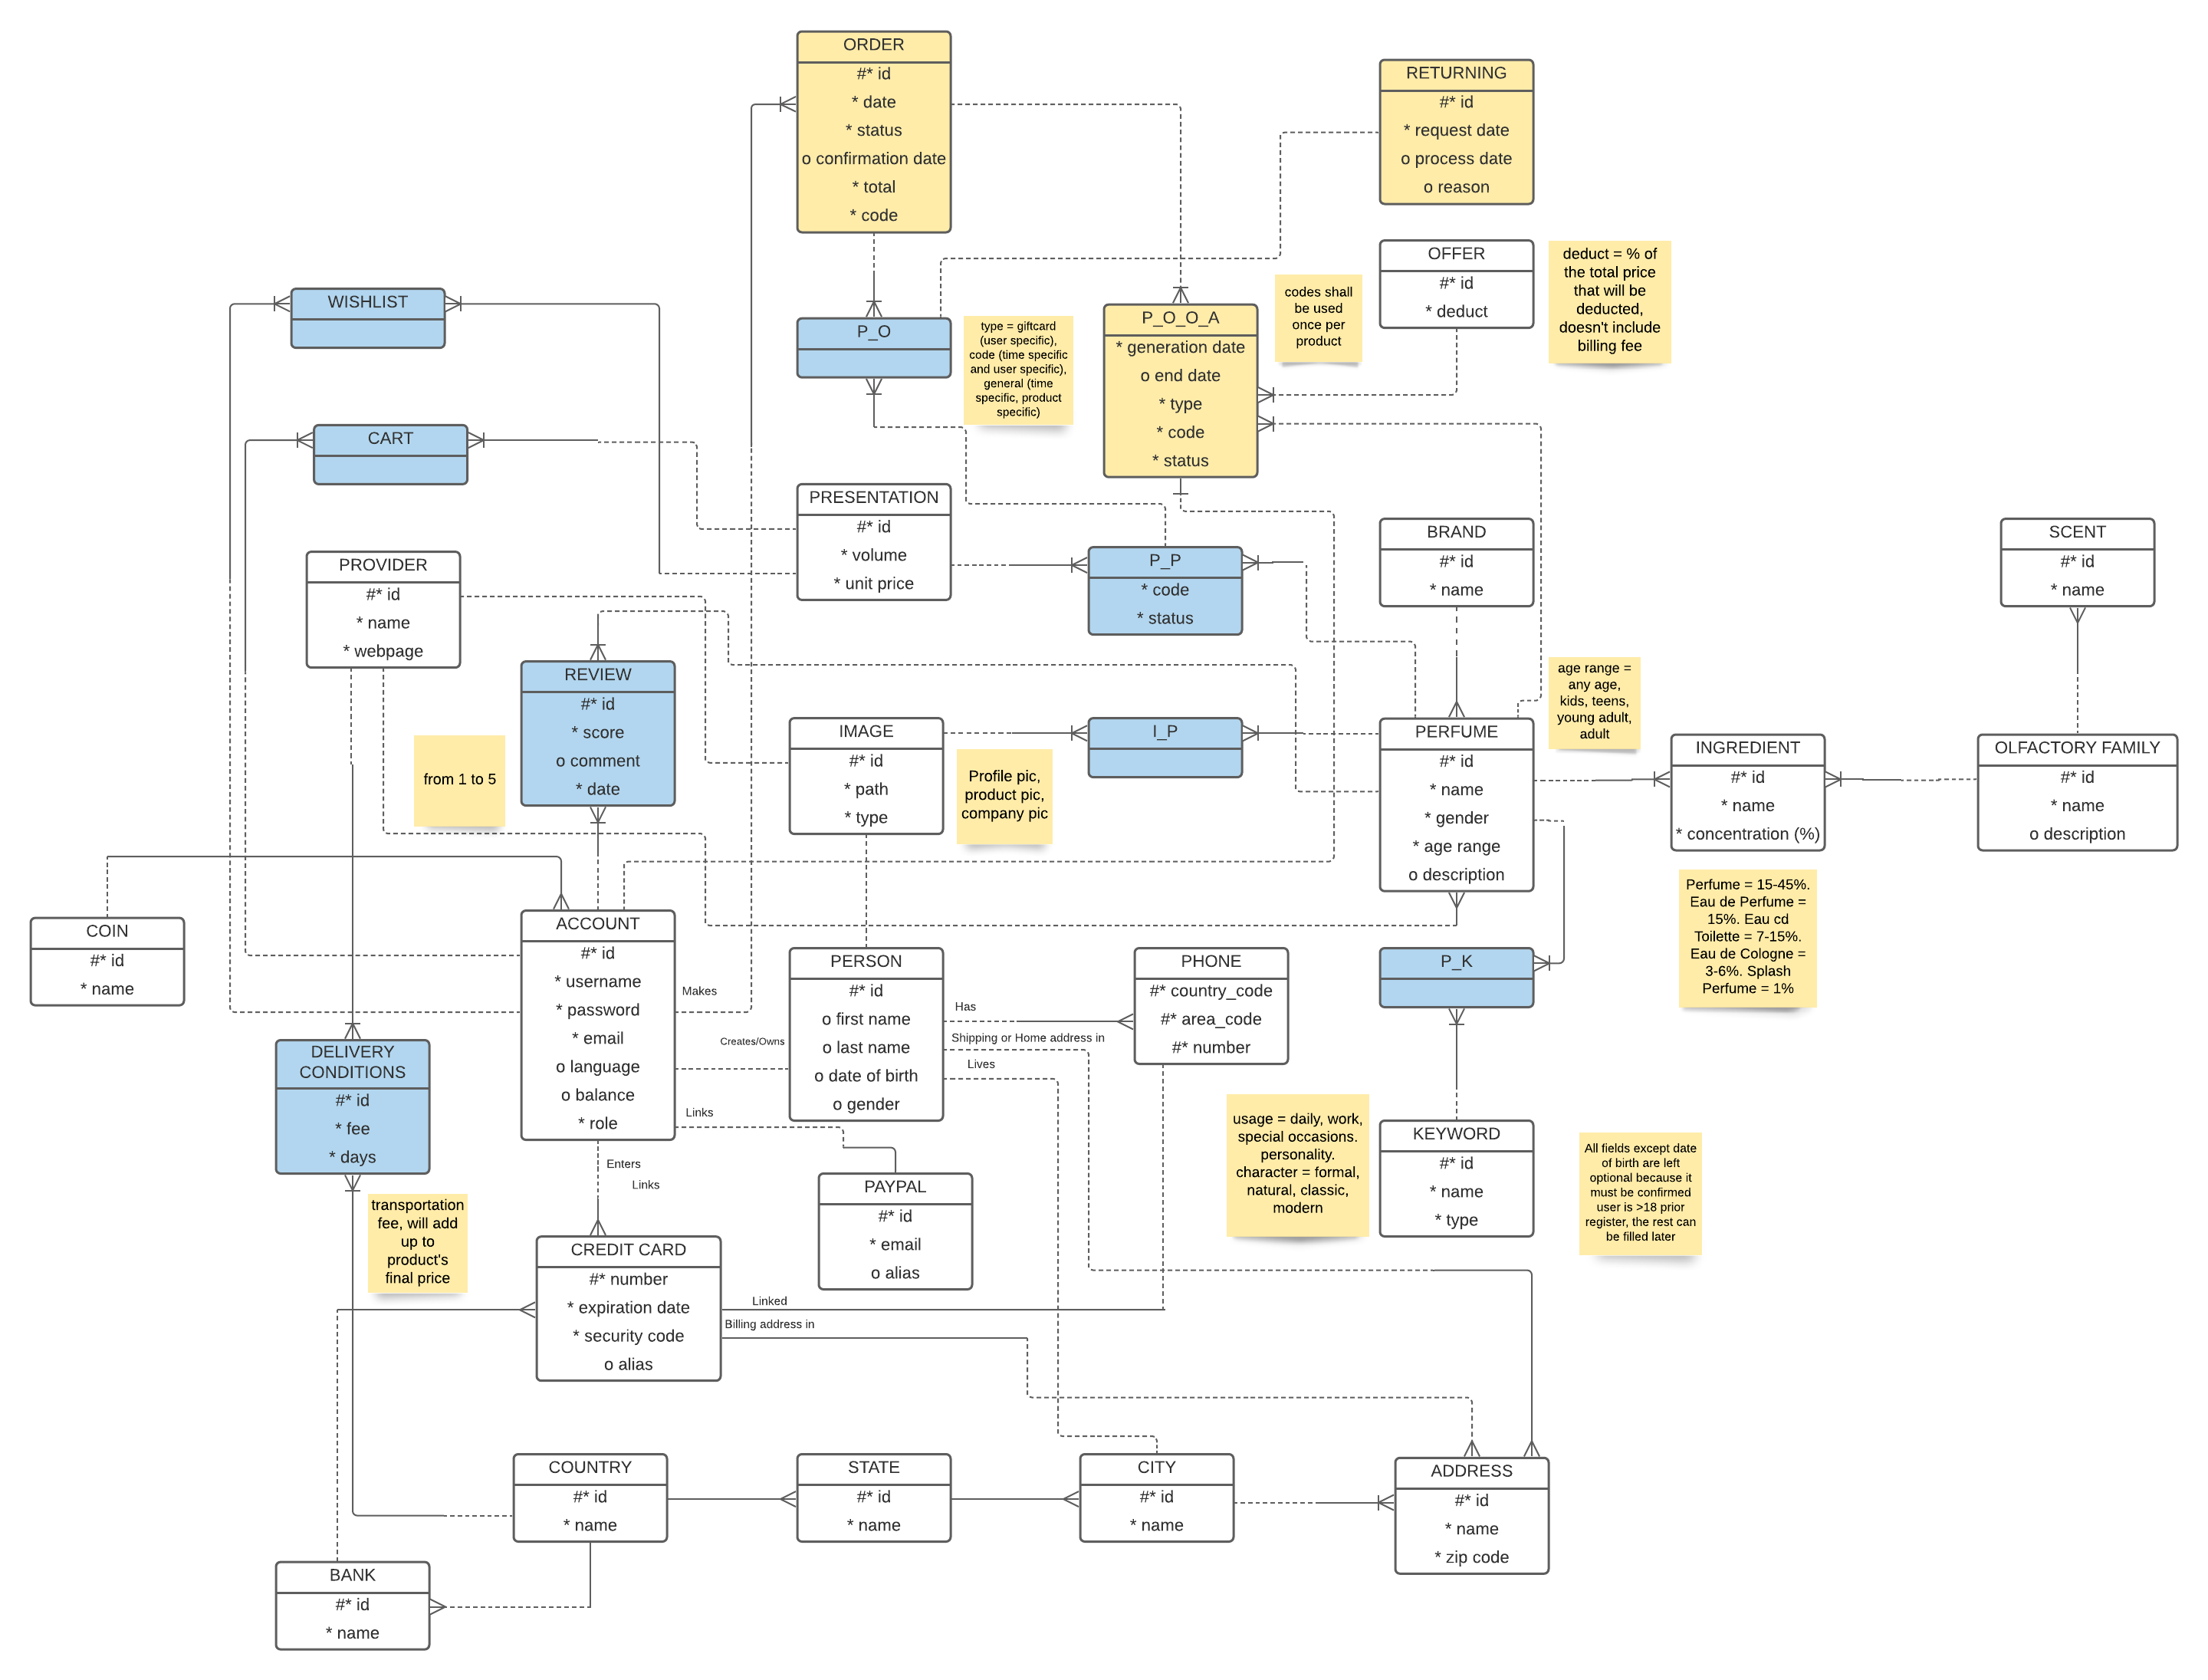 ORDER
#* id
* date
* status
o confirmation date
* total
* code
RETURNING
#* id
* request date
o process date
o reason
OFFER
#* id
* deduct
deduct = % of
the total price
that will be
deducted,
doesn't include
billing fee
WISHLIST
P_O
type = giftcard
(user specific),
code (time specific
and user specific),
general (time
specific, product
specific)
P_O_O_A
* generation date
o end date
* type
* code
* status
codes shall
be used
once per
product
CART
PRESENTATION
#* id
* volume
* unit price
P_P
* code
* status
BRAND
#* id
* name
SCENT
#* id
* name
PROVIDER
#* id
* name
* webpage
REVIEW
#* id
* score
o comment
* date
from 1 to 5
IMAGE
#* id
* path
* type
Profile pic,
product pic,
company pic
I_P
PERFUME
#* id
* name
* gender
* age range
o description
age range =
any age,
kids, teens,
young adult,
adult
INGREDIENT
#* id
* name
* concentration (%)
OLFACTORY FAMILY
#* id
* name
o description
Perfume = 15-45%.
Eau de Perfume =
15%. Eau cd
Toilette = 7-15%.
Eau de Cologne =
3-6%. Splash
Perfume = 1%
COIN
#* id
* name
ACCOUNT
#* id
* username
* password
* email
o language
o balance
* role
Makes
Creates/Owns
Links
Enters
Links
PERSON
#* id
o first name
o last name
o date of birth
o gender
Has
Shipping or Home address in
Lives
PHONE
#* country_code
#* area_code
#* number
P_K
DELIVERY
CONDITIONS
#* id
* fee
* days
transportation
fee, will add
up to
product's
final price
PAYPAL
#* id
* email
o alias
usage = daily, work,
special occasions.
personality.
character = formal,
natural, classic,
modern
KEYWORD
#* id
* name
* type
All fields except date
of birth are left
optional because it
must be confirmed
user is >18 prior
register, the rest can
be filled later
CREDIT CARD
#* number
* expiration date
* security code
o alias
Linked
Billing address in
COUNTRY
#* id
* name
STATE
#* id
* name
CITY
#* id
* name
ADDRESS
#* id
* name
* zip code
BANK
#* id
* name